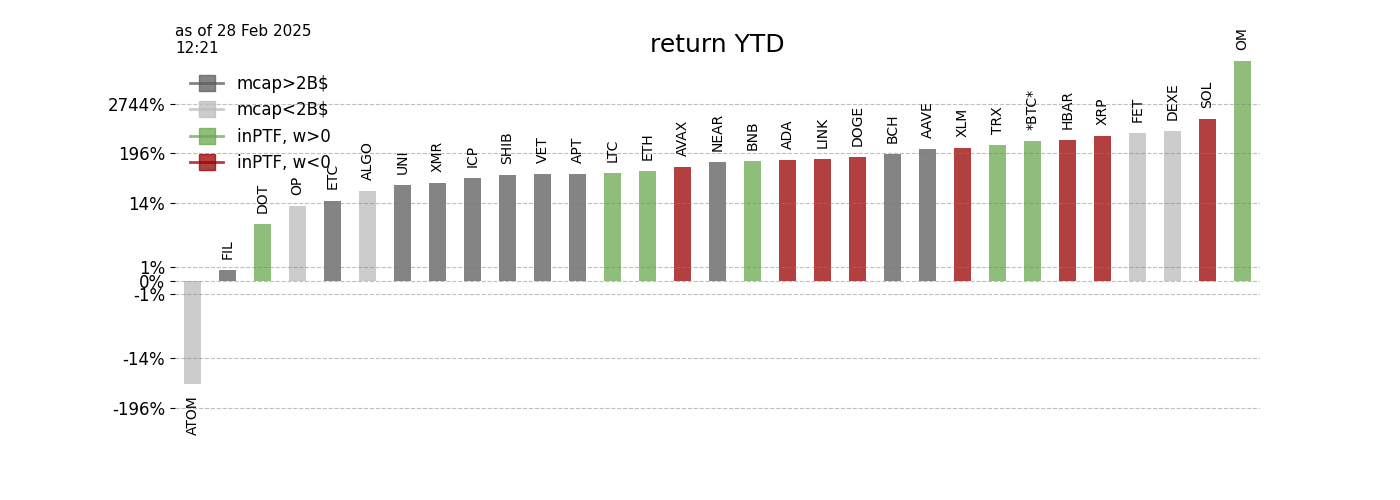 as of 28 Feb 2025
12:21
return YTD
mcap>2B$
mcap<2B$
inPTF, w>0
inPTF, w<0
2744%
196%
14%
1%
0%
-1%
-14%
-196%
ATOM
FIL
DOT
OP
ETC
ALGO
UNI
XMR
ICP
SHIB
VET
APT
LTC
ETH
AVAX
NEAR
BNB
ADA
LINK
DOGE
BCH
AAVE
XLM
TRX
*BTC*
HBAR
XRP
FET
DEXE
SOL
OM